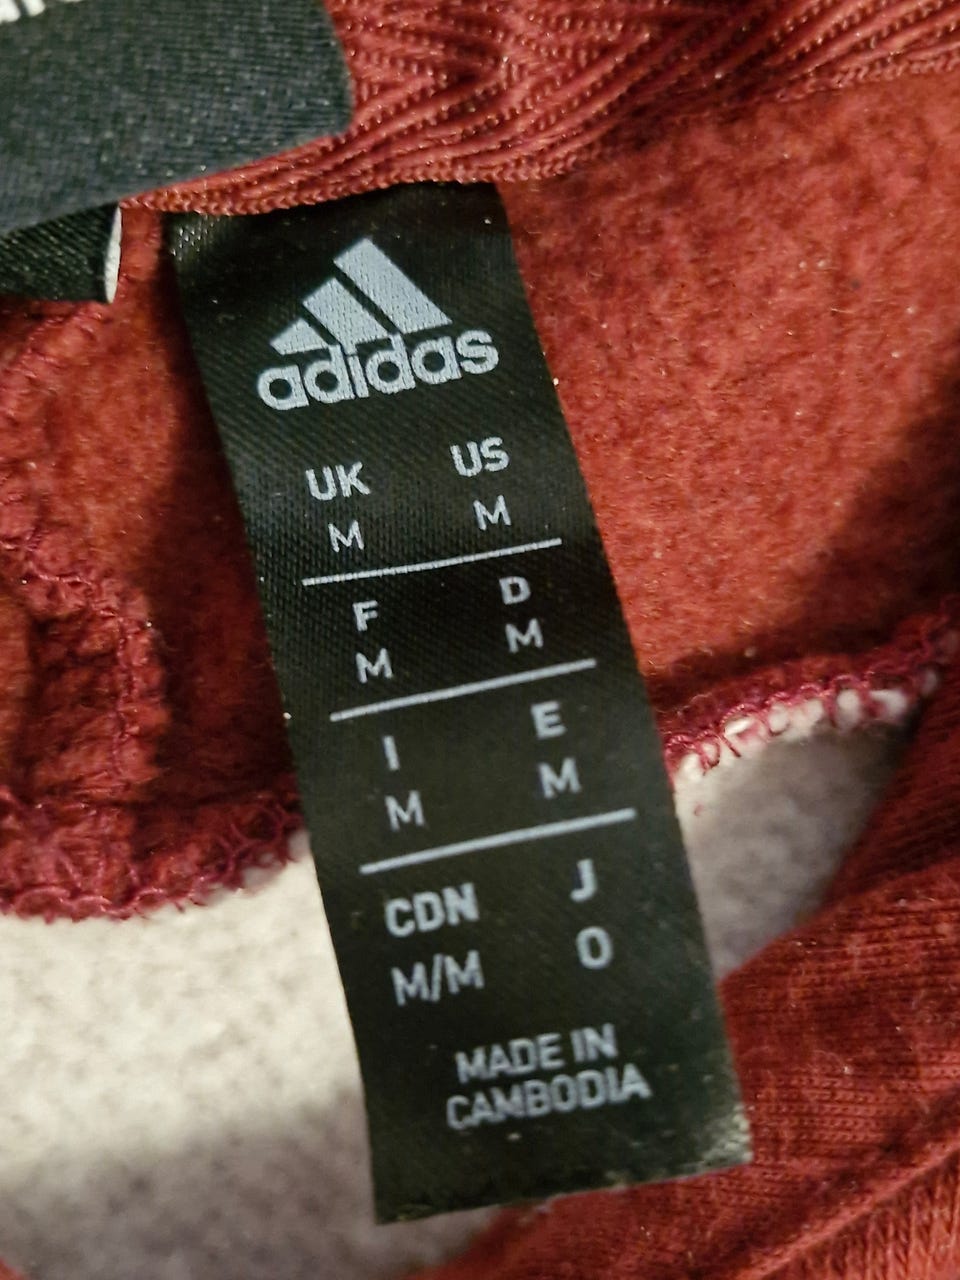 adidas
UK US
M M
F D
M M
I E
M M
CDN J
M/M O
MADE IN
CAMBODIA